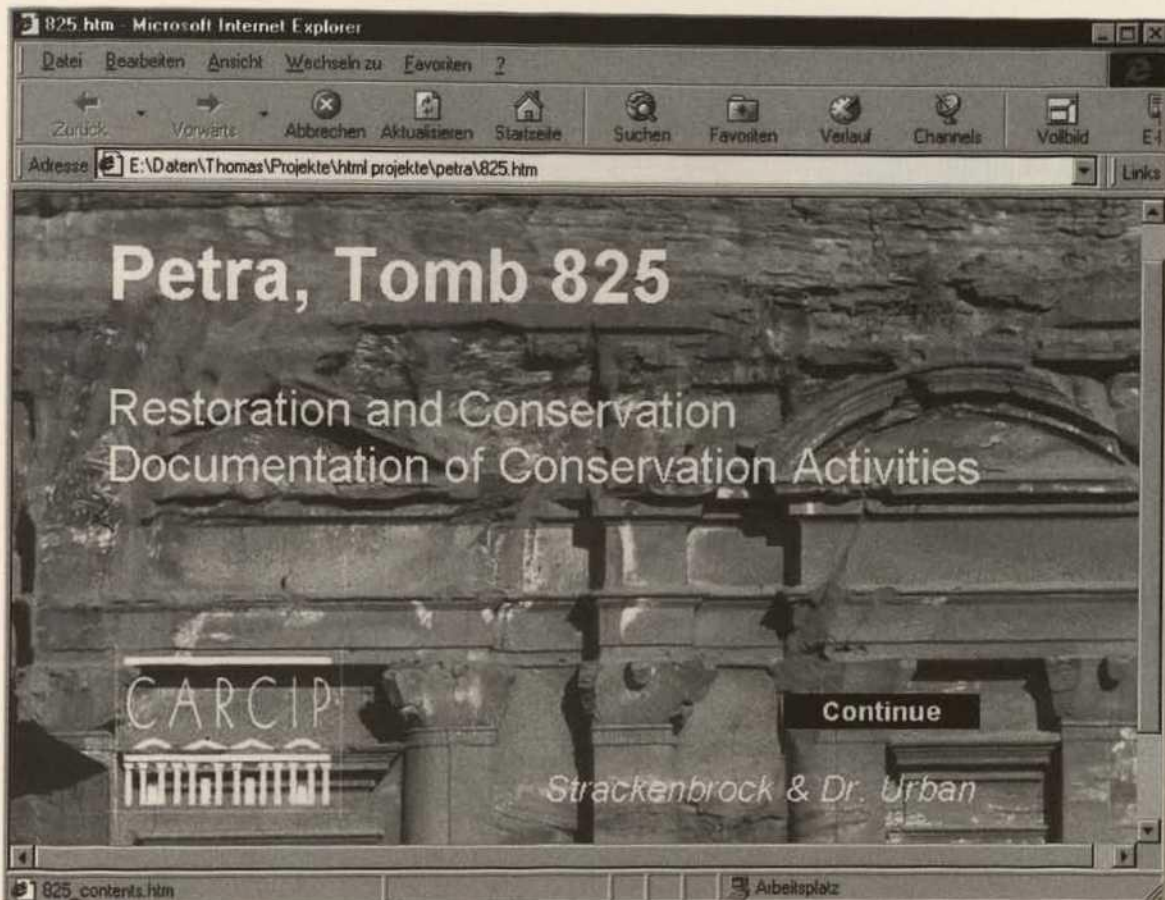 825.htm - Microsoft Internet Explorer
Datei Bearbeiten Ansicht Wechseln zu Favoriten ?
Zurück Vorwärts Abbrechen Aktualisieren Startseite Suchen Favoriten Verlauf Channels Vollbild
Adresse E:\Daten\Thomas\Projekte\html projekte\petra\825.htm Links
Petra, Tomb 825
Restoration and Conservation
Documentation of Conservation Activities
CARCIP
Continue
Strackenbrock & Dr. Urban
825_contents.htm Arbeitsplatz